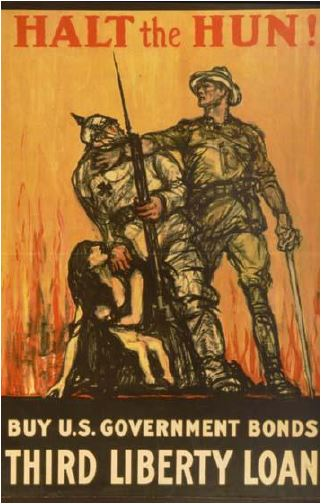 HALT the HUN!
BUY U.S. GOVERNMENT BONDS
THIRD LIBERTY LOAN